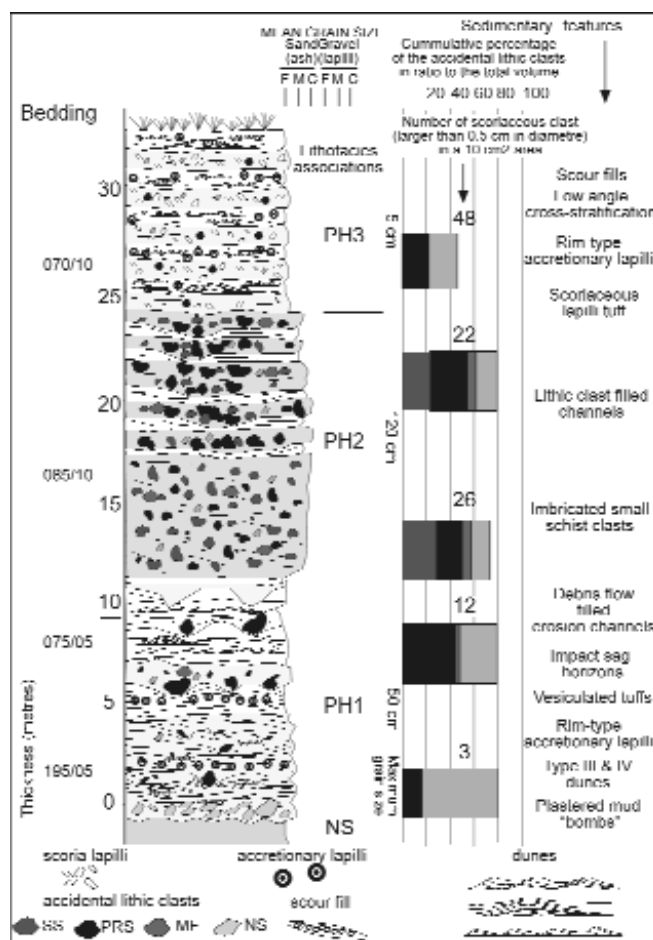 MEAN GRAIN SIZE
Sand Gravel
(ash) (lapilli)
F M C F M C
Sedimentary features
Cummulative percentage
of the accidental lithic clasts
in ratio to the total volume
20 40 60 80 100
Bedding
Number of scoriaceous clast
(larger than 0.5 cm in diametre)
in a 10 cm2 area
Lithofacies
associations
30
070/10
25
20
085/10
15
10
075/05
5
195/05
0
Thickness (metres)
PH3
PH2
PH1
NS
5 cm
120 cm
50 cm
Maximum
grain size
48
22
26
12
3
Scour fills
Low angle
cross-stratification
Rim type
accretionary lapilli
Scoriaceous
lapilli tuff
Lithic clast filled
channels
Imbricated small
schist clasts
Debris flow
filled
erosion channels
Impact sag
horizons
Vesiculated tuffs
Rim-type
accretionary lapilli
Type III & IV
dunes
Plastered mud
"bombs"
scoria lapilli
accretionary lapilli
dunes
accidental lithic clasts
scour fill
SS PRS MF NS